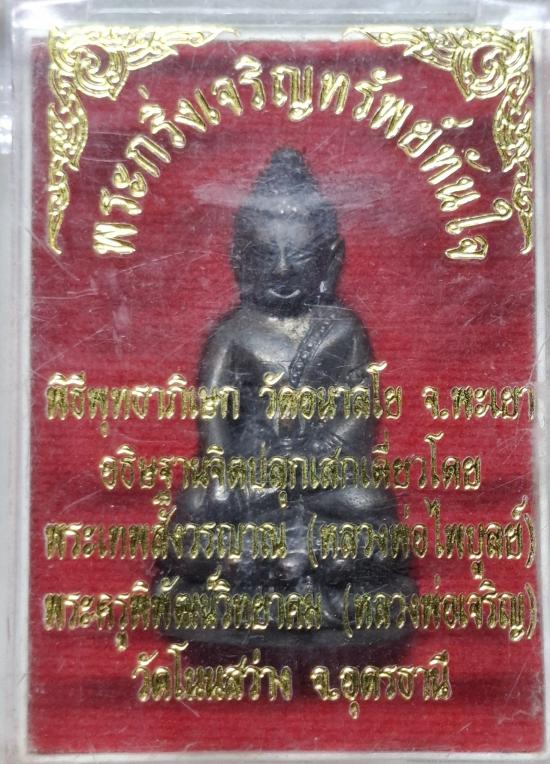 พระกริ่งเจริญทรัพย์ทันใจ
พิธีพุทธาภิเษก วัดอนาลโย จ.พะเยา
อธิษฐานจิตปลุกเสกเดี่ยวโดย
พระเทพสังวรญาณ (หลวงพ่อไพบูลย์)
พระครูพิพัฒน์วิทยาคม (หลวงพ่อเจริญ)
วัดโนนสว่าง จ.อุดรธานี